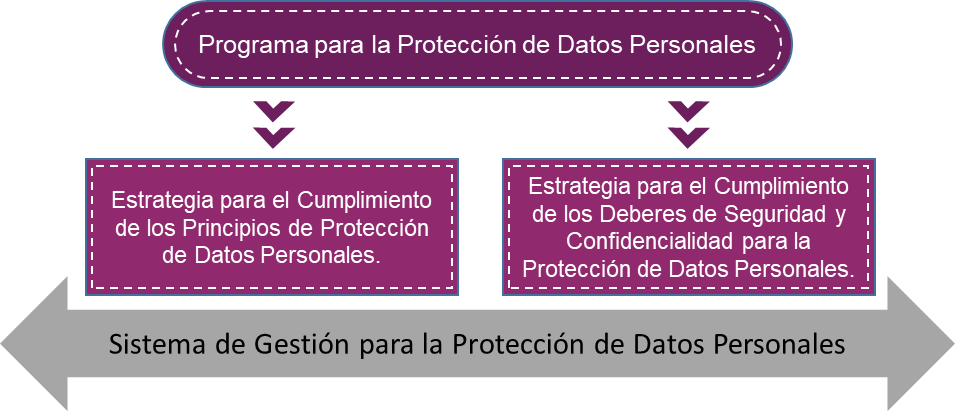 Programa para la Protección de Datos Personales
Estrategia para el Cumplimiento
de los Principios de Protección
de Datos Personales.
Estrategia para el Cumplimiento
de los Deberes de Seguridad y
Confidencialidad para la
Protección de Datos Personales.
Sistema de Gestión para la Protección de Datos Personales